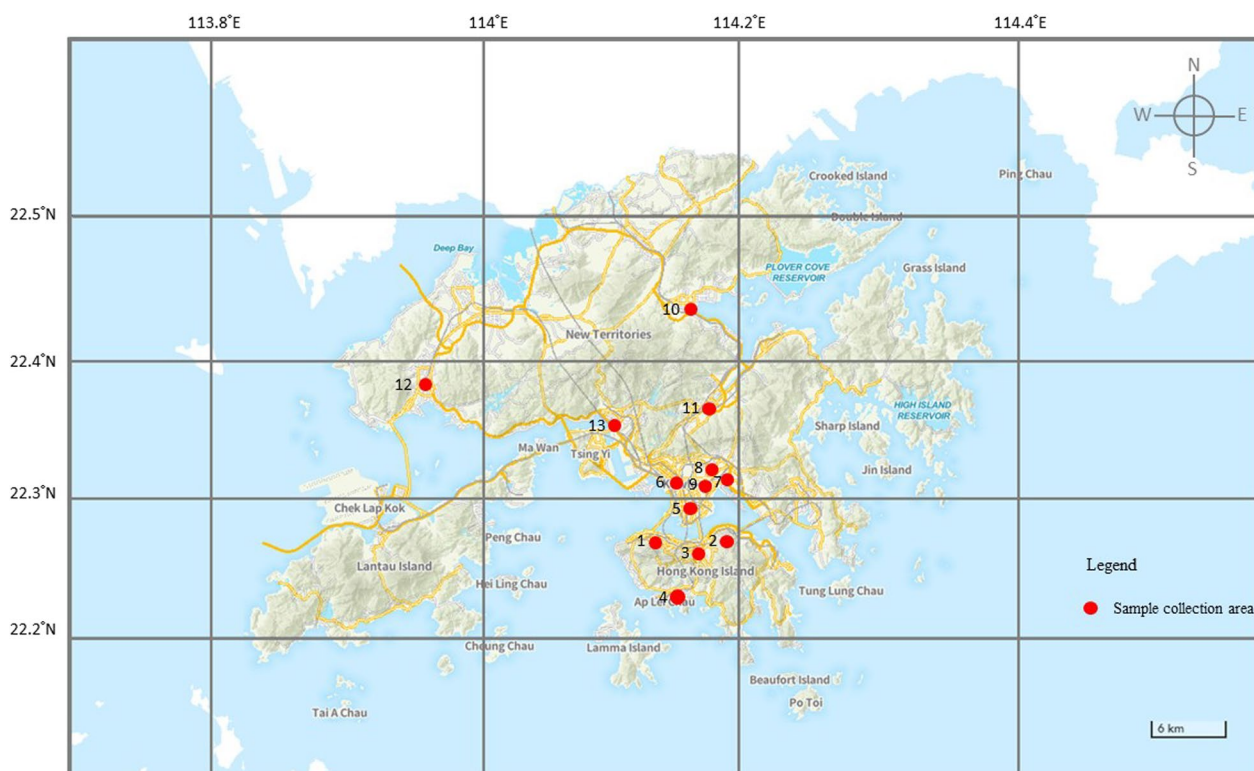 113.8°E
114°E
114.2°E
114.4°E
N
W
E
S
22.5°N
22.4°N
22.3°N
22.2°N
Crooked Island
Ping Chau
Double Island
Deep Bay
PLOVER COVE
RESERVOIR
Grass Island
10
New Territories
12
11
HIGH ISLAND
RESERVOIR
13
Sharp Island
Ma Wan
Tsing Yi
8
Jin Island
6
9
7
Chek Lap Kok
5
Peng Chau
1
2
3
Lantau Island
Hong Kong Island
Legend
Hei Ling Chau
Tung Lung Chau
4
Ap Lei Chau
Sample collection area
Cheung Chau
Lamma Island
Beaufort Island
Po Toi
Tai A Chau
6 km